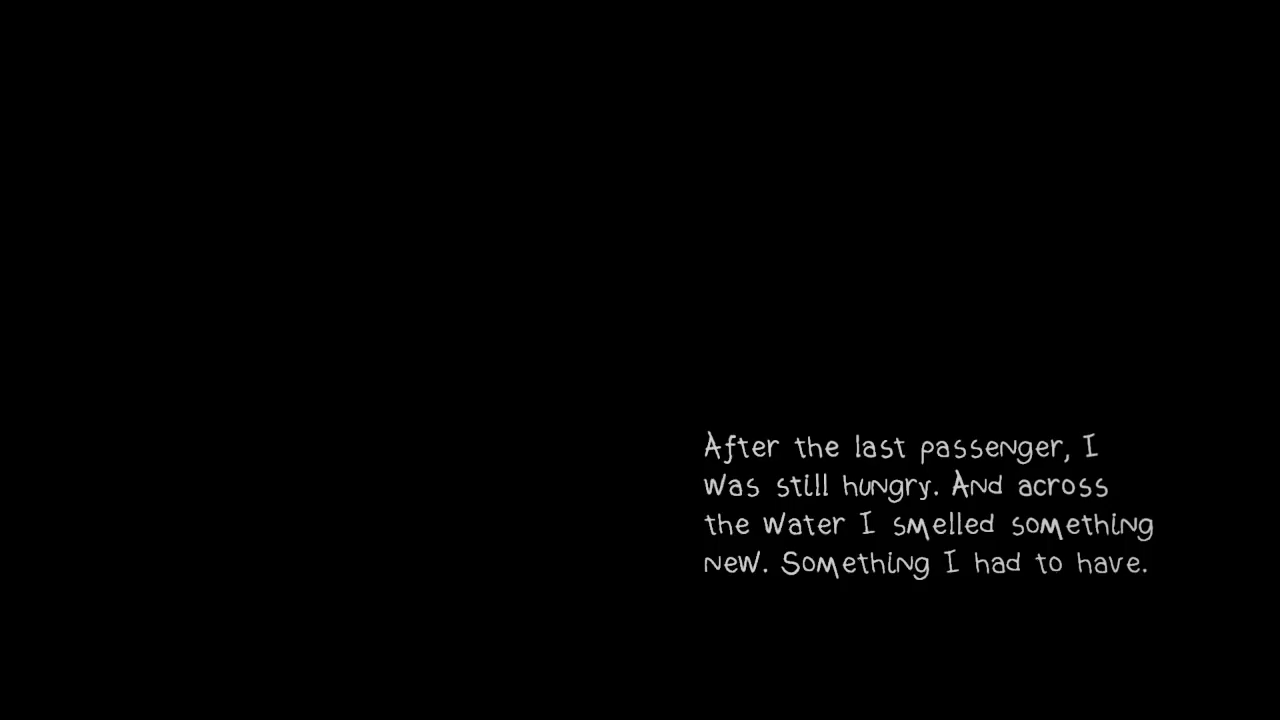 After the last passenger, I
was still hungry. And across
the water I smelled something
new. Something I had to have.